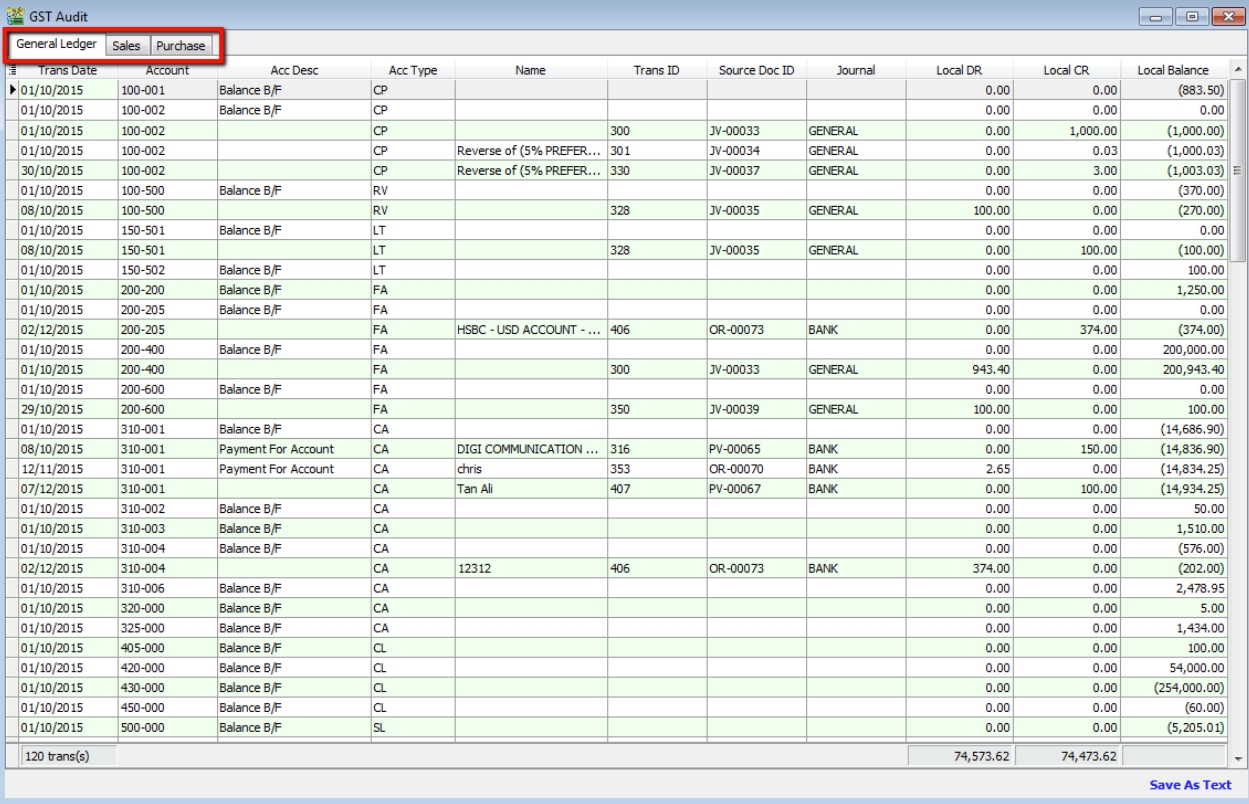 GST Audit
General Ledger Sales Purchase
Trans Date Account Acc Desc Acc Type Name Trans ID Source Doc ID Journal Local DR Local CR Local Balance
01/10/2015 100-001 Balance B/F CP 0.00 0.00 (883.50)
01/10/2015 100-002 Balance B/F CP 0.00 0.00 0.00
01/10/2015 100-002 CP 300 JV-00033 GENERAL 0.00 1,000.00 (1,000.00)
01/10/2015 100-002 CP Reverse of (5% PREFER... 301 JV-00034 GENERAL 0.00 0.03 (1,000.03)
30/10/2015 100-002 CP Reverse of (5% PREFER... 330 JV-00037 GENERAL 0.00 3.00 (1,003.03)
01/10/2015 100-500 Balance B/F RV 0.00 0.00 (370.00)
08/10/2015 100-500 RV 328 JV-00035 GENERAL 100.00 0.00 (270.00)
01/10/2015 150-501 Balance B/F LT 0.00 0.00 0.00
08/10/2015 150-501 LT 328 JV-00035 GENERAL 0.00 100.00 (100.00)
01/10/2015 150-502 Balance B/F LT 0.00 0.00 100.00
01/10/2015 200-200 Balance B/F FA 0.00 0.00 1,250.00
01/10/2015 200-205 Balance B/F FA 0.00 0.00 0.00
02/12/2015 200-205 FA HSBC - USD ACCOUNT - ... 406 OR-00073 BANK 0.00 374.00 (374.00)
01/10/2015 200-400 Balance B/F FA 0.00 0.00 200,000.00
01/10/2015 200-400 FA 300 JV-00033 GENERAL 943.40 0.00 200,943.40
01/10/2015 200-600 Balance B/F FA 0.00 0.00 0.00
29/10/2015 200-600 FA 350 JV-00039 GENERAL 100.00 0.00 100.00
01/10/2015 310-001 Balance B/F CA 0.00 0.00 (14,686.90)
08/10/2015 310-001 Payment For Account CA DIGI COMMUNICATION ... 316 PV-00065 BANK 0.00 150.00 (14,836.90)
12/11/2015 310-001 Payment For Account CA chris 353 OR-00070 BANK 2.65 0.00 (14,834.25)
07/12/2015 310-001 CA Tan Ali 407 PV-00067 BANK 0.00 100.00 (14,934.25)
01/10/2015 310-002 Balance B/F CA 0.00 0.00 50.00
01/10/2015 310-003 Balance B/F CA 0.00 0.00 1,510.00
01/10/2015 310-004 Balance B/F CA 0.00 0.00 (576.00)
02/12/2015 310-004 CA 12312 406 OR-00073 BANK 374.00 0.00 (202.00)
01/10/2015 310-006 Balance B/F CA 0.00 0.00 2,478.95
01/10/2015 320-000 Balance B/F CA 0.00 0.00 5.00
01/10/2015 325-000 Balance B/F CA 0.00 0.00 1,434.00
01/10/2015 405-000 Balance B/F CL 0.00 0.00 100.00
01/10/2015 420-000 Balance B/F CL 0.00 0.00 54,000.00
01/10/2015 430-000 Balance B/F CL 0.00 0.00 (254,000.00)
01/10/2015 450-000 Balance B/F CL 0.00 0.00 (60.00)
01/10/2015 500-000 Balance B/F SL 0.00 0.00 (5,205.01)
120 trans(s) 74,573.62 74,473.62
Save As Text